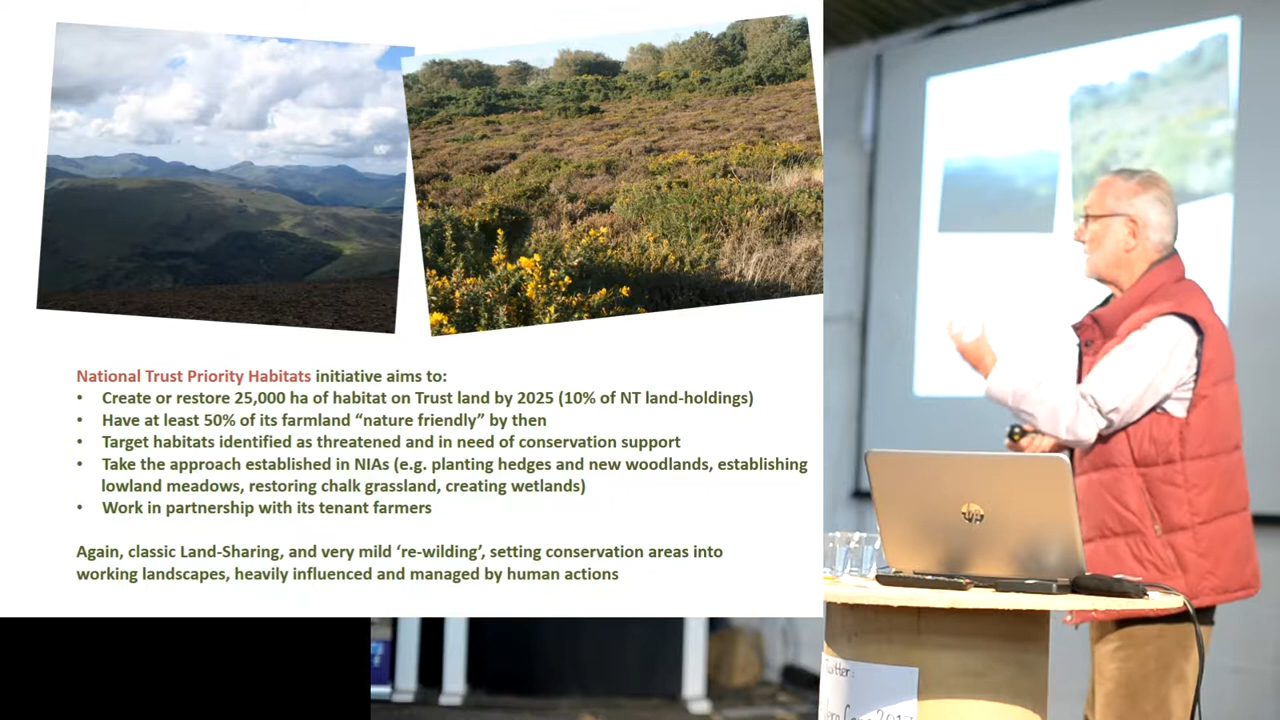 National Trust Priority Habitats initiative aims to:
• Create or restore 25,000 ha of habitat on Trust land by 2025 (10% of NT land-holdings)
• Have at least 50% of its farmland “nature friendly” by then
• Target habitats identified as threatened and in need of conservation support
• Take the approach established in NIAs (e.g. planting hedges and new woodlands, establishing
lowland meadows, restoring chalk grassland, creating wetlands)
• Work in partnership with its tenant farmers
Again, classic Land-Sharing, and very mild ‘re-wilding’, setting conservation areas into
working landscapes, heavily influenced and managed by human actions
hp